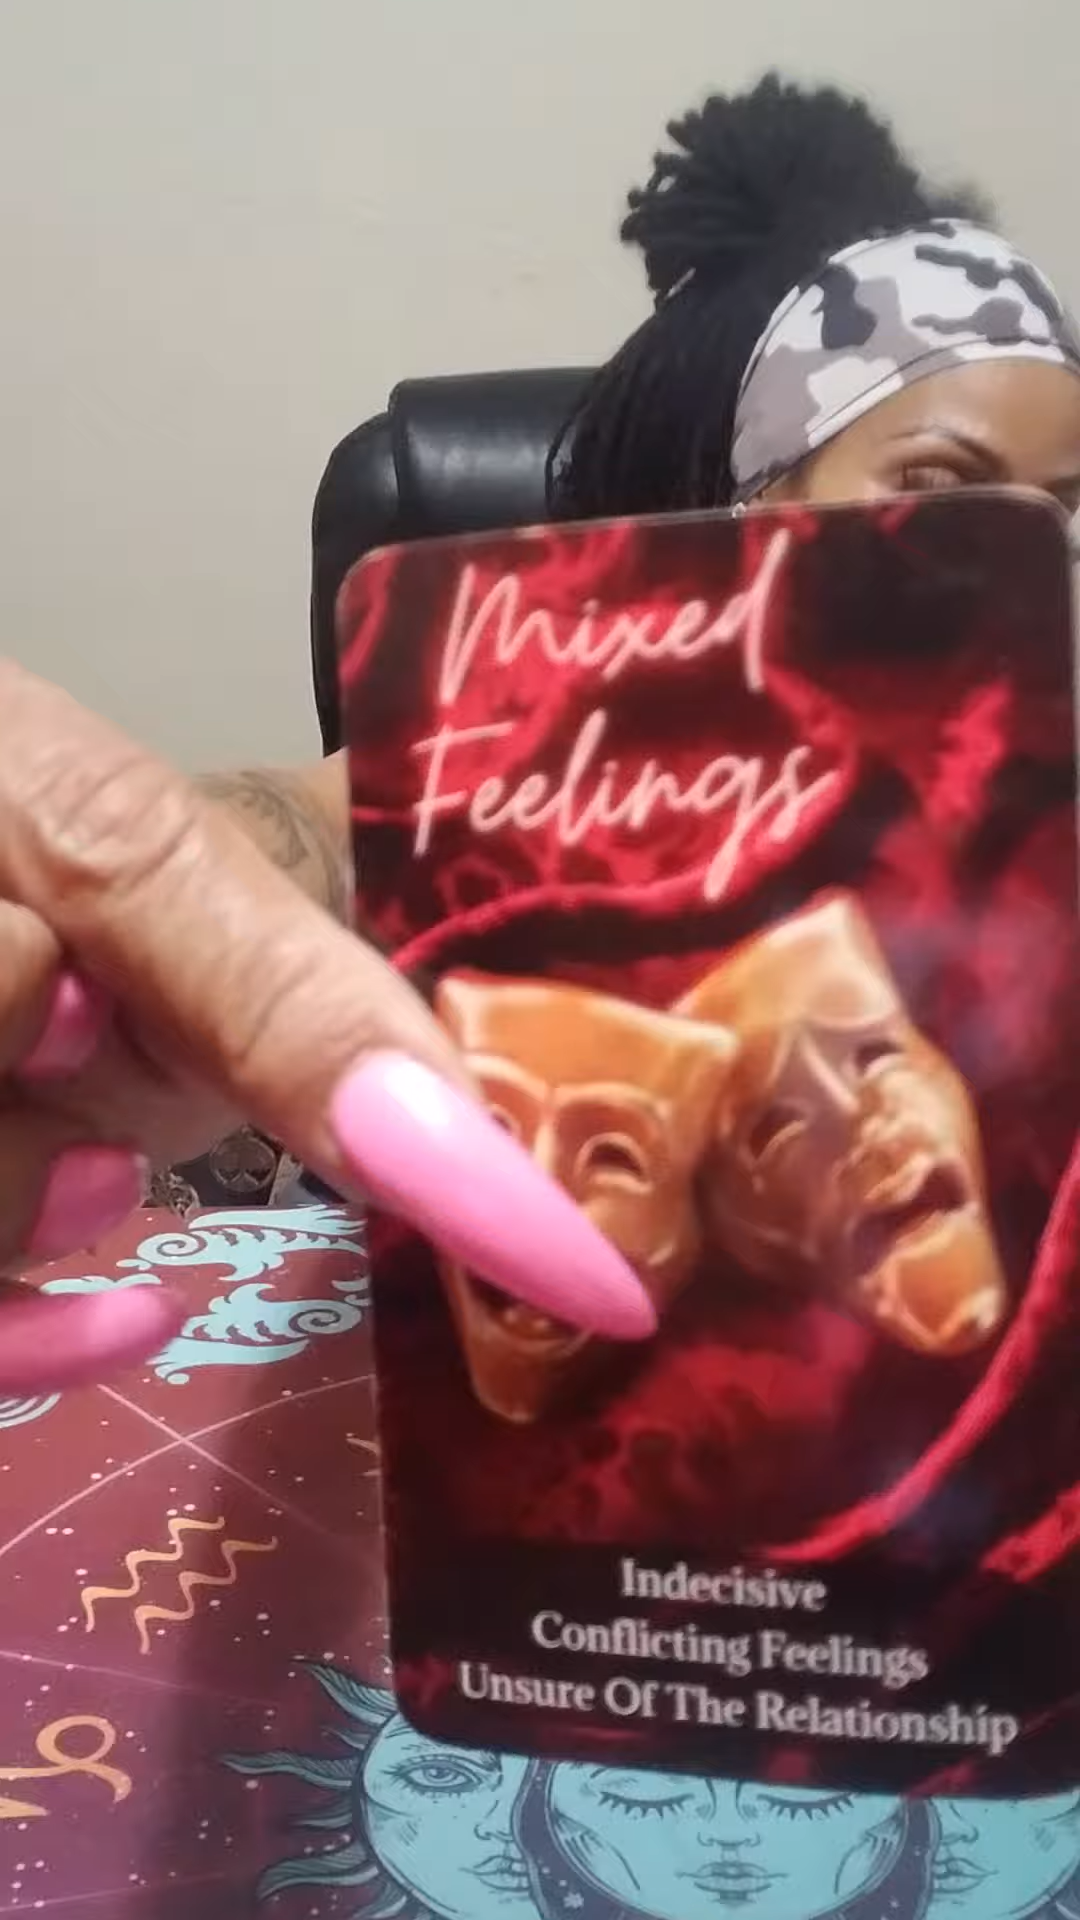 Mixed
Feelings
Indecisive
Conflicting Feelings
Unsure Of The Relationship